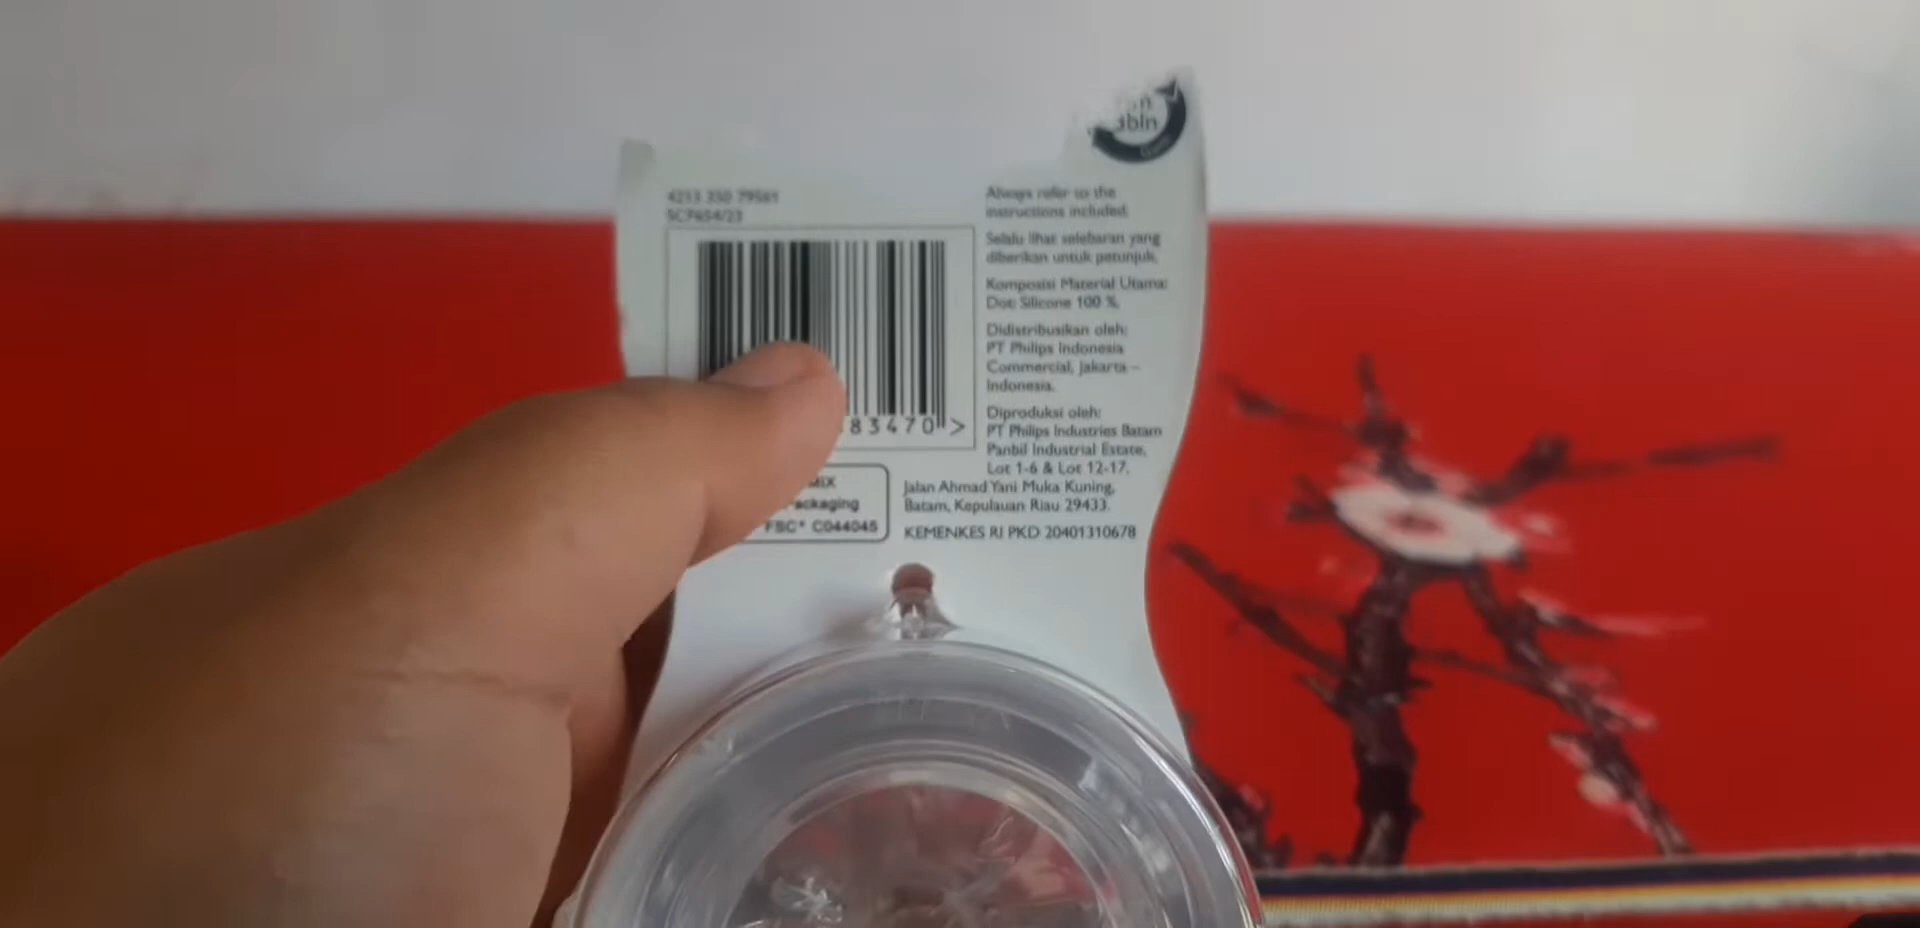 3bln
4213 350 79561
SCF654/23
83470>
MIX
FSC® C044045
Always refer to the
instructions included.
Selalu lihat selebaran yang
diberikan untuk petunjuk.
Komposisi Material Utama:
Dot: Silicone 100 %.
Didistribusikan oleh:
PT Philips Indonesia
Commercial, Jakarta –
Indonesia.
Diproduksi oleh:
PT Philips Industries Batam
Panbil Industrial Estate,
Lot 1-6 & Lot 12-17,
Jalan Ahmad Yani Muka Kuning,
Batam, Kepulauan Riau 29433.
KEMENKES RI PKD 20401310678